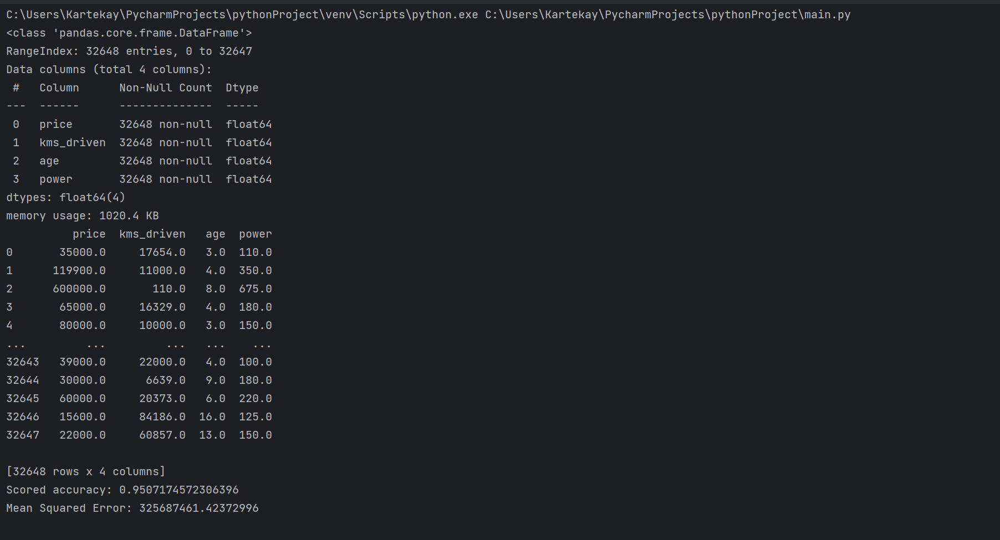 C:\Users\Kartekay\PycharmProjects\pythonProject\venv\Scripts\python.exe C:\Users\Kartekay\PycharmProjects\pythonProject\main.py
<class 'pandas.core.frame.DataFrame'>
RangeIndex: 32648 entries, 0 to 32647
Data columns (total 4 columns):
 #   Column      Non-Null Count  Dtype
---  ------      --------------  -----
 0   price       32648 non-null  float64
 1   kms_driven  32648 non-null  float64
 2   age         32648 non-null  float64
 3   power       32648 non-null  float64
dtypes: float64(4)
memory usage: 1020.4 KB
          price  kms_driven   age  power
0       35000.0     17654.0   3.0  110.0
1      119900.0     11000.0   4.0  350.0
2      600000.0       110.0   8.0  675.0
3       65000.0     16329.0   4.0  180.0
4       80000.0     10000.0   3.0  150.0
...         ...         ...   ...    ...
32643   39000.0     22000.0   4.0  100.0
32644   30000.0      6639.0   9.0  180.0
32645   60000.0     20373.0   6.0  220.0
32646   15600.0     84186.0  16.0  125.0
32647   22000.0     60857.0  13.0  150.0

[32648 rows x 4 columns]
Scored accuracy: 0.9507174572306396
Mean Squared Error: 325687461.42372996